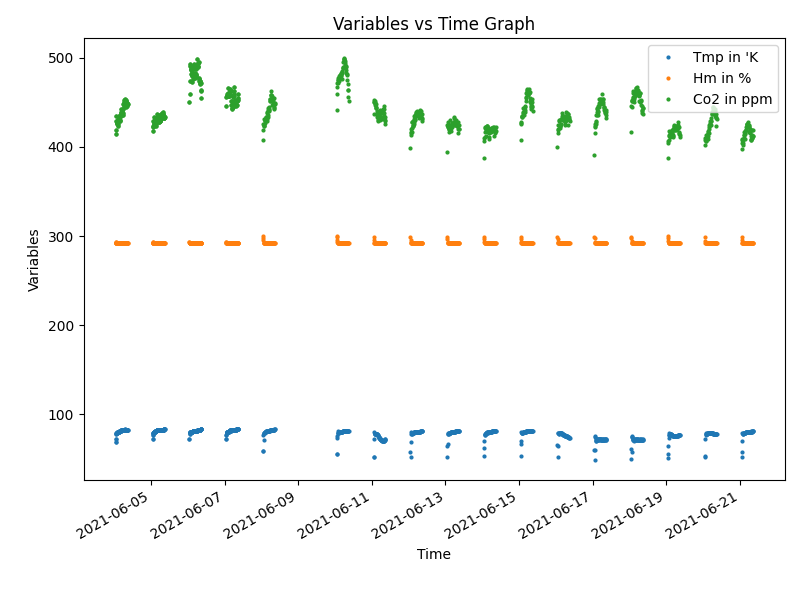 Variables vs Time Graph
Tmp in 'K
Hm in %
Co2 in ppm
500
400
300
200
100
Variables
2021-06-05
2021-06-07
2021-06-09
2021-06-11
2021-06-13
2021-06-15
2021-06-17
2021-06-19
2021-06-21
Time